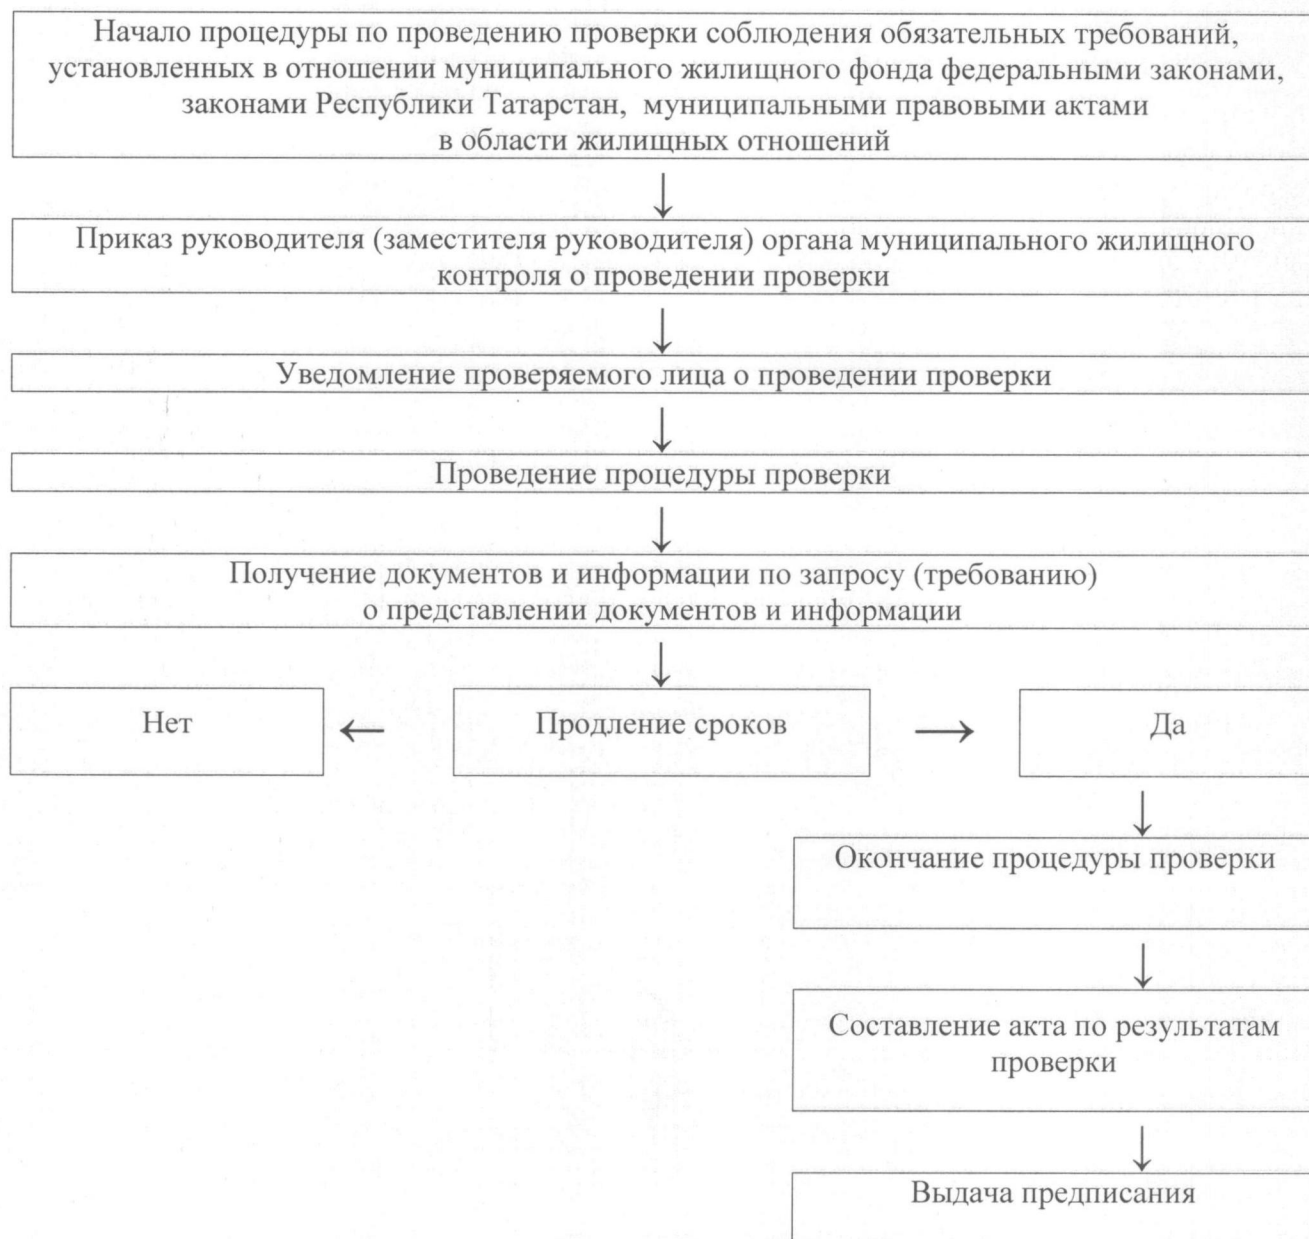 Начало процедуры по проведению проверки соблюдения обязательных требований,
установленных в отношении муниципального жилищного фонда федеральными законами,
законами Республики Татарстан, муниципальными правовыми актами
в области жилищных отношений
↓
Приказ руководителя (заместителя руководителя) органа муниципального жилищного
контроля о проведении проверки
↓
Уведомление проверяемого лица о проведении проверки
↓
Проведение процедуры проверки
↓
Получение документов и информации по запросу (требованию)
о представлении документов и информации
↓
Нет ← Продление сроков → Да
↓
Окончание процедуры проверки
↓
Составление акта по результатам
проверки
↓
Выдача предписания